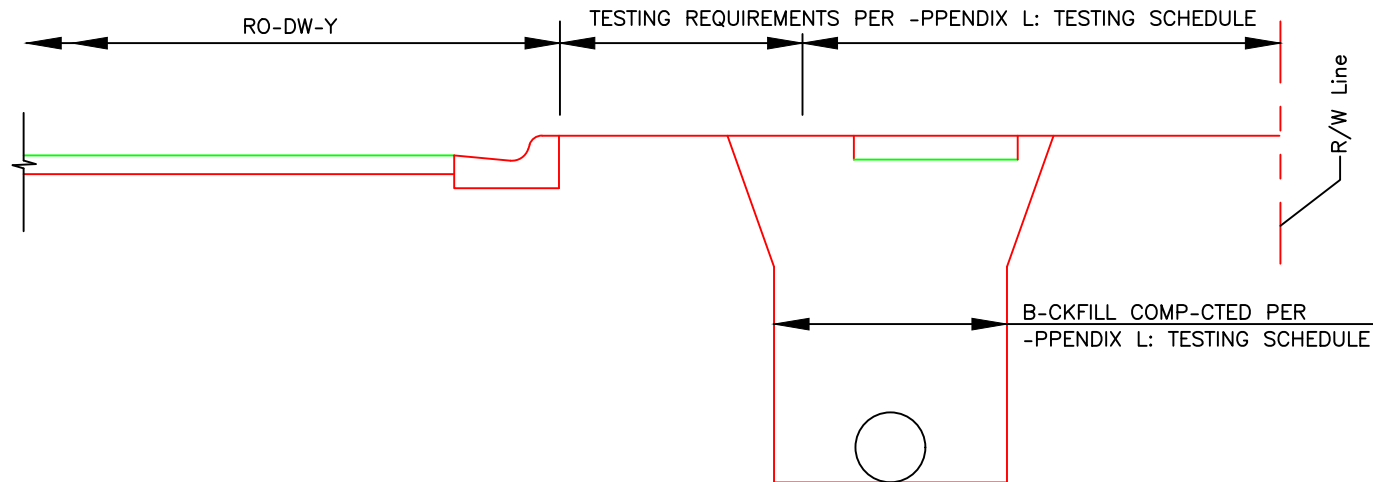 RO-DW-Y
TESTING REQUIREMENTS PER -PPENDIX L: TESTING SCHEDULE
R/W Line
B-CKFILL COMP-CTED PER
-PPENDIX L: TESTING SCHEDULE